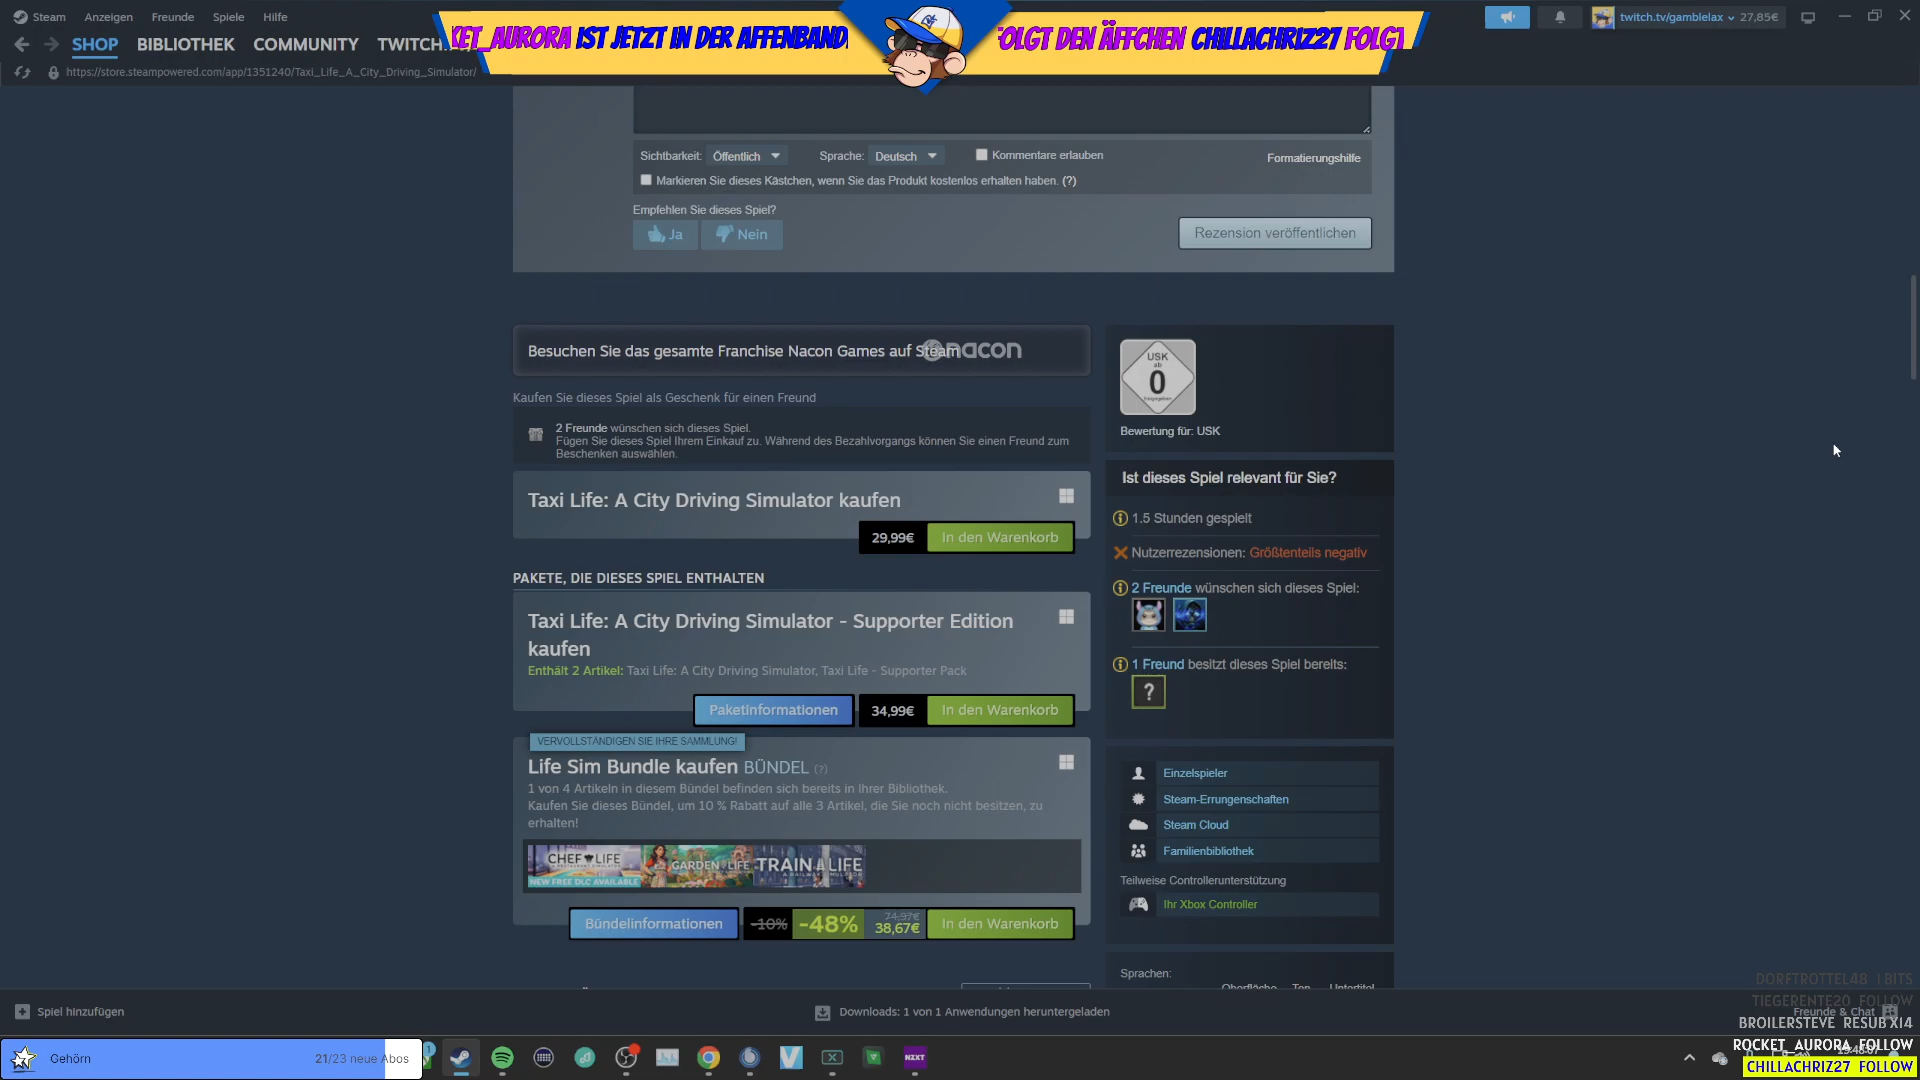 Steam Anzeigen Freunde Spiele Hilfe
twitch.tv/gamblelax 27,85€
SHOP BIBLIOTHEK COMMUNITY TWITCH
KET_AURORA IST JETZT IN DER AFFENBAND
FOLGT DEN ÄFFCHEN CHILLACHRIZ27 FOLGT
https://store.steampowered.com/app/1351240/Taxi_Life_A_City_Driving_Simulator/
Sichtbarkeit: Öffentlich Sprache: Deutsch Kommentare erlauben Formatierungshilfe
Markieren Sie dieses Kästchen, wenn Sie das Produkt kostenlos erhalten haben. (?)
Empfehlen Sie dieses Spiel?
Ja Nein
Rezension veröffentlichen
Besuchen Sie das gesamte Franchise Nacon Games auf Steam
nacon
Kaufen Sie dieses Spiel als Geschenk für einen Freund
2 Freunde wünschen sich dieses Spiel.
Fügen Sie dieses Spiel Ihrem Einkauf zu. Während des Bezahlvorgangs können Sie einen Freund zum
Beschenken auswählen.
Taxi Life: A City Driving Simulator kaufen
29,99€ In den Warenkorb
PAKETE, DIE DIESES SPIEL ENTHALTEN
Taxi Life: A City Driving Simulator - Supporter Edition
kaufen
Enthält 2 Artikel: Taxi Life: A City Driving Simulator, Taxi Life - Supporter Pack
Paketinformationen 34,99€ In den Warenkorb
VERVOLLSTÄNDIGEN SIE IHRE SAMMLUNG!
Life Sim Bundle kaufen BÜNDEL (?)
1 von 4 Artikeln in diesem Bündel befinden sich bereits in Ihrer Bibliothek.
Kaufen Sie dieses Bündel, um 10 % Rabatt auf alle 3 Artikel, die Sie noch nicht besitzen, zu
erhalten!
CHEF LIFE
NEW FREE DLC AVAILABLE
GARDEN LIFE
TRAIN LIFE
Bündelinformationen -10% -48% 74,97€ 38,67€ In den Warenkorb
USK
ab
0
freigegeben
Bewertung für: USK
Ist dieses Spiel relevant für Sie?
1.5 Stunden gespielt
Nutzerrezensionen: Größtenteils negativ
2 Freunde wünschen sich dieses Spiel:
1 Freund besitzt dieses Spiel bereits:
?
Einzelspieler
Steam-Errungenschaften
Steam Cloud
Familienbibliothek
Teilweise Controllerunterstützung
Ihr Xbox Controller
Sprachen:
Oberfläche Ton Untertitel
Spiel hinzufügen
Downloads: 1 von 1 Anwendungen heruntergeladen
Freunde & Chat
DORFTROTTEL48 1 BITS
TIEGERENTE20 FOLLOW
BROILERSTEVE RESUB X14
ROCKET_AURORA FOLLOW
CHILLACHRIZ27 FOLLOW
Gehörn 21/23 neue Abos
1
NZXT